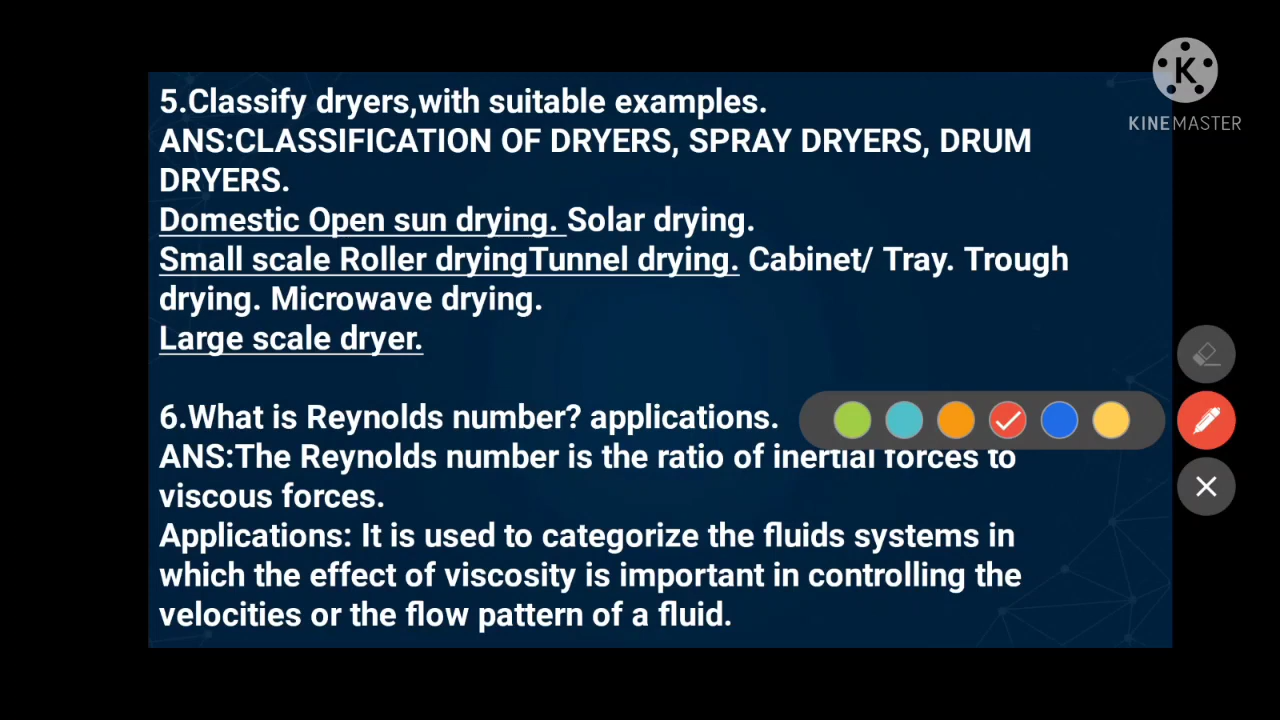 5.Classify dryers,with suitable examples.
ANS:CLASSIFICATION OF DRYERS, SPRAY DRYERS, DRUM
DRYERS.
Domestic Open sun drying. Solar drying.
Small scale Roller dryingTunnel drying. Cabinet/ Tray. Trough
drying. Microwave drying.
Large scale dryer.
6.What is Reynolds number? applications.
ANS:The Reynolds number is the ratio of inertial forces to
viscous forces.
Applications: It is used to categorize the fluids systems in
which the effect of viscosity is important in controlling the
velocities or the flow pattern of a fluid.
K
KINEMASTER